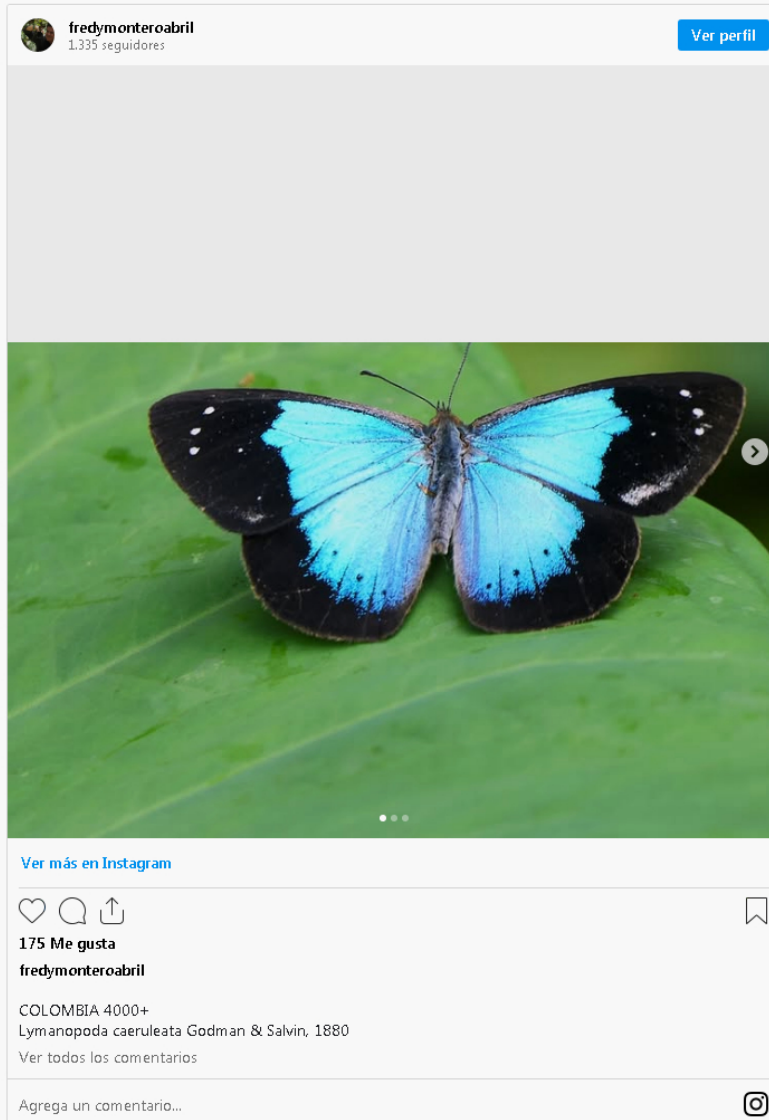 fredymonteroabril
1.335 seguidores
Ver perfil
Ver más en Instagram
175 Me gusta
fredymonteroabril
COLOMBIA 4000+
Lymanopoda caeruleata Godman & Salvin, 1880
Ver todos los comentarios
Agrega un comentario...